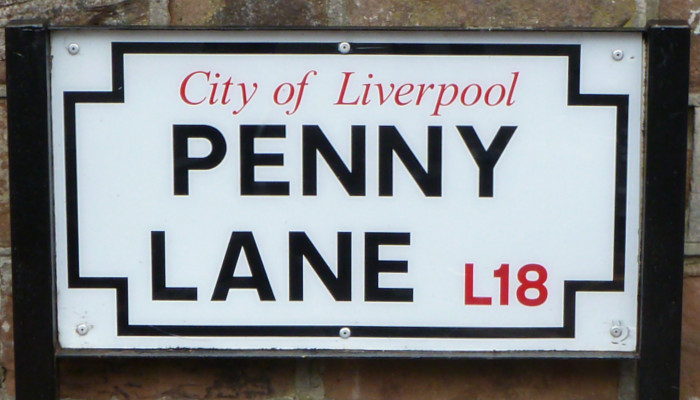 City of Liverpool
PENNY
LANE L18